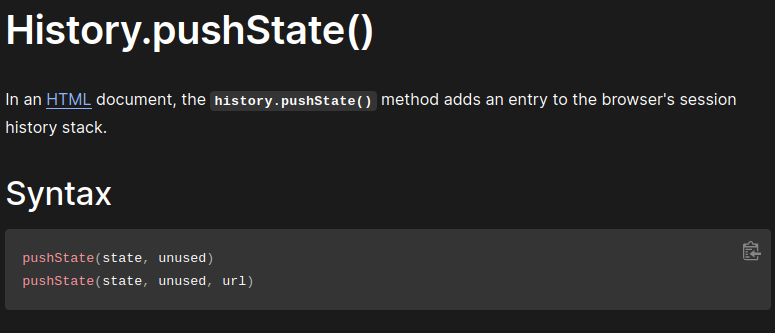 History.pushState()
In an HTML document, the history.pushState() method adds an entry to the browser's session
history stack.
Syntax
pushState(state, unused)
pushState(state, unused, url)